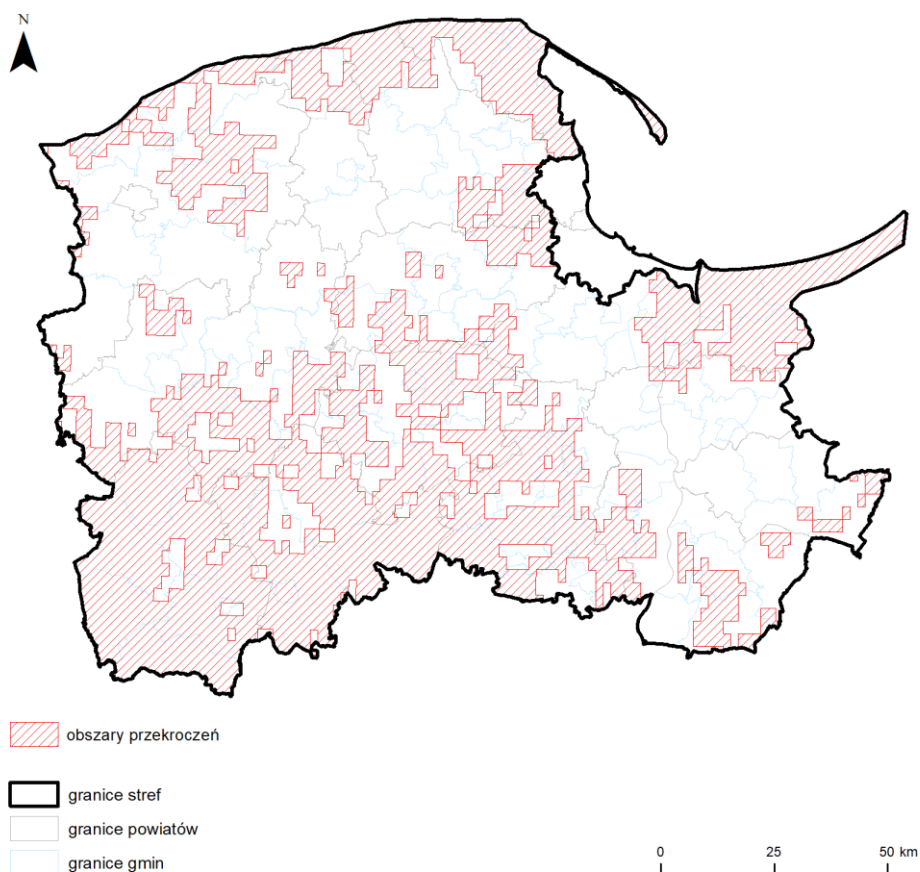 N
obszary przekroczeń
granice stref
granice powiatów
granice gmin
0 25 50 km